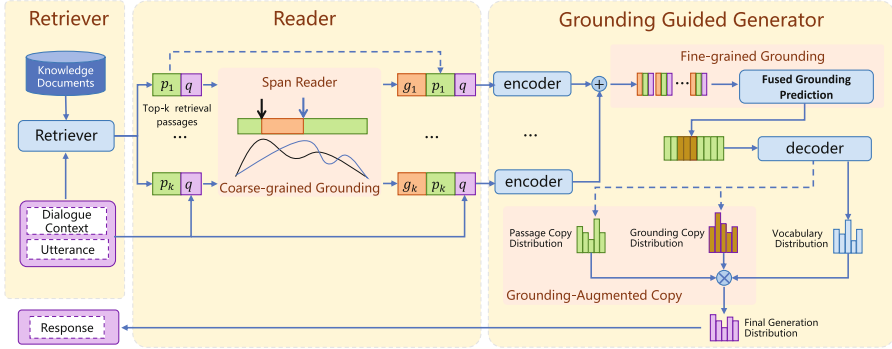 Retriever
Reader
Grounding Guided Generator
Knowledge
Documents
Retriever
Dialogue
Context
Utterance
Response
p1 q
Top-k retrieval
passages
...
pk q
Span Reader
Coarse-grained Grounding
g1 p1 q
...
gk pk q
encoder
...
encoder
+
Fine-grained Grounding
...
Fused Grounding
Prediction
decoder
Passage Copy
Distribution
Grounding Copy
Distribution
Vocabulary
Distribution
Grounding-Augmented Copy
Final Generation
Distribution